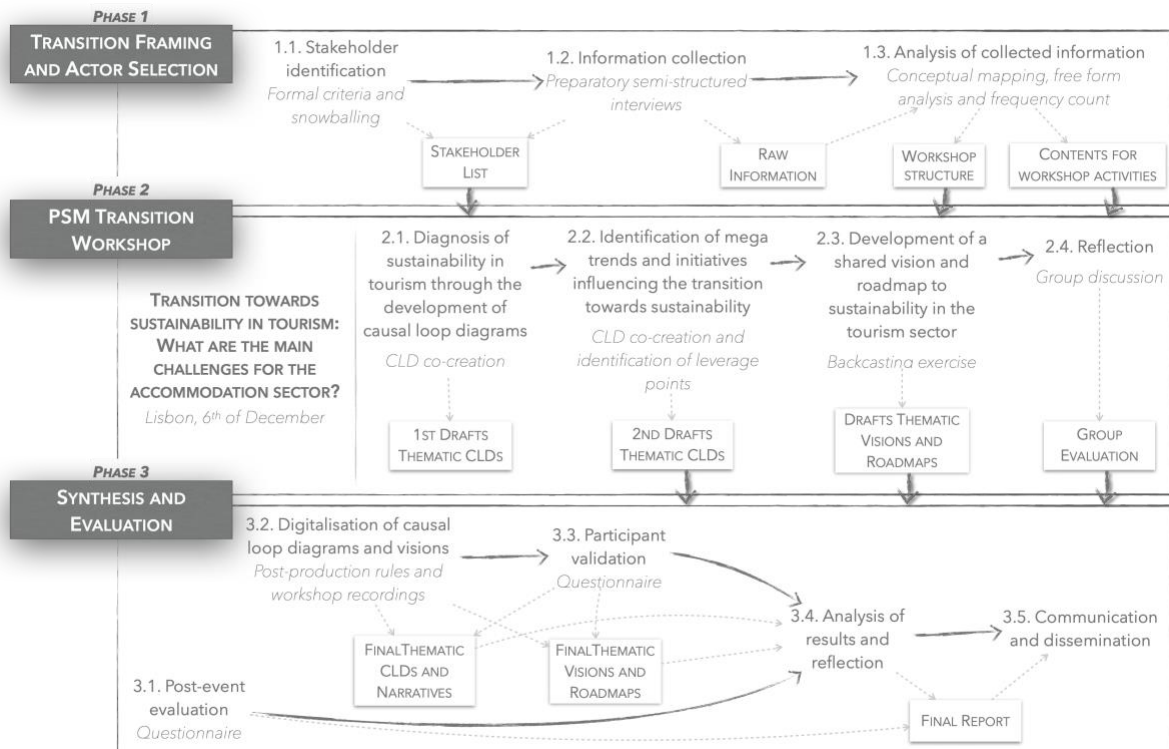 PHASE 1
TRANSITION FRAMING
AND ACTOR SELECTION
1.1. Stakeholder
identification
Formal criteria and
snowballing
1.2. Information collection
Preparatory semi-structured
interviews
1.3. Analysis of collected information
Conceptual mapping, free form
analysis and frequency count
STAKEHOLDER
LIST
RAW
INFORMATION
WORKSHOP
STRUCTURE
CONTENTS FOR
WORKSHOP ACTIVITIES
PHASE 2
PSM TRANSITION
WORKSHOP
TRANSITION TOWARDS
SUSTAINABILITY IN TOURISM:
WHAT ARE THE MAIN
CHALLENGES FOR THE
ACCOMMODATION SECTOR?
Lisbon, 6th of December
2.1. Diagnosis of
sustainability in
tourism through the
development of
causal loop diagrams
CLD co-creation
2.2. Identification of mega
trends and initiatives
influencing the transition
towards sustainability
CLD co-creation and
identification of leverage
points
2.3. Development of a
shared vision and
roadmap to
sustainability in the
tourism sector
Backcasting exercise
2.4. Reflection
Group discussion
1ST DRAFTS
THEMATIC CLDS
2ND DRAFTS
THEMATIC CLDS
DRAFTS THEMATIC
VISIONS AND
ROADMAPS
GROUP
EVALUATION
PHASE 3
SYNTHESIS AND
EVALUATION
3.2. Digitalisation of causal
loop diagrams and visions
Post-production rules and
workshop recordings
3.3. Participant
validation
Questionnaire
3.4. Analysis of
results and
reflection
3.5. Communication
and dissemination
FINALTHEMATIC
CLDS AND
NARRATIVES
FINALTHEMATIC
VISIONS AND
ROADMAPS
3.1. Post-event
evaluation
Questionnaire
FINAL REPORT